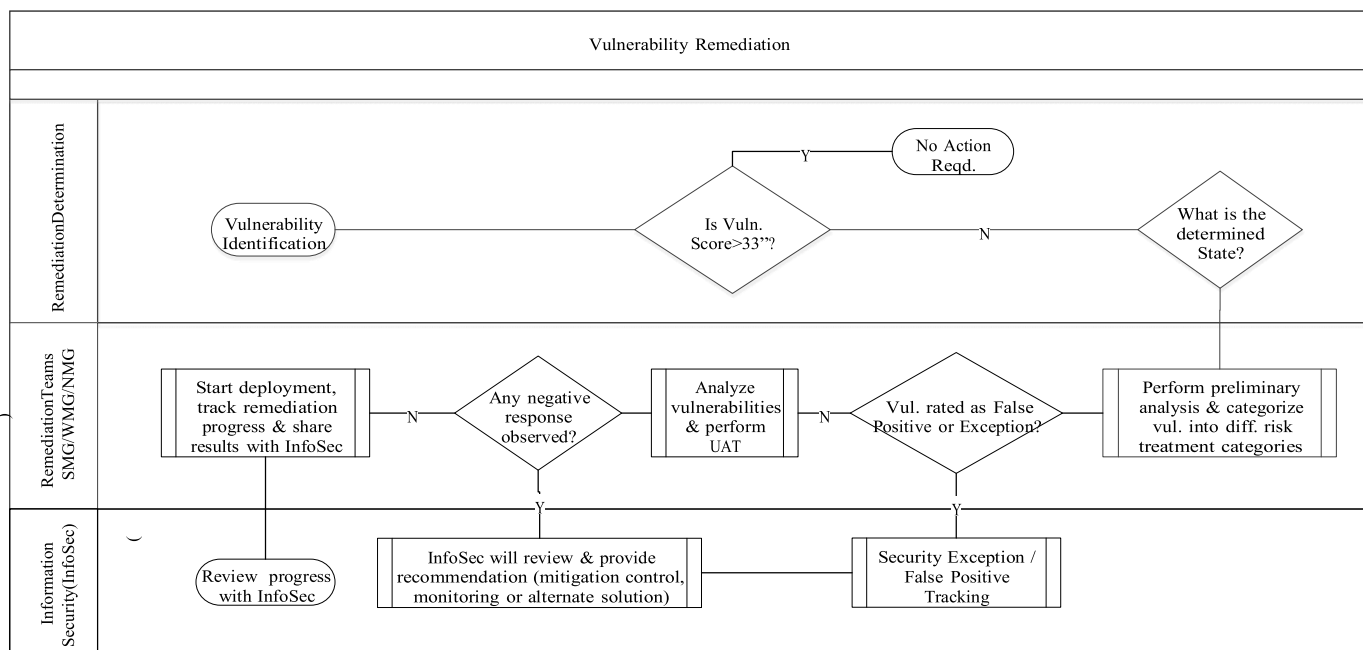 Vulnerability Remediation
RemediationDetermination
Vulnerability
Identification
Is Vuln.
Score>33”?
Y
No Action
Reqd.
N
What is the
determined
State?
RemediationTeams
SMG/WMG/NMG
Start deployment,
track remediation
progress & share
results with InfoSec
N
Any negative
response
observed?
Y
Analyze
vulnerabilities
& perform
UAT
N
Vul. rated as False
Positive or Exception?
Y
Perform preliminary
analysis & categorize
vul. into diff. risk
treatment categories
Information
Security(InfoSec)
Review progress
with InfoSec
InfoSec will review & provide
recommendation (mitigation control,
monitoring or alternate solution)
Security Exception /
False Positive
Tracking